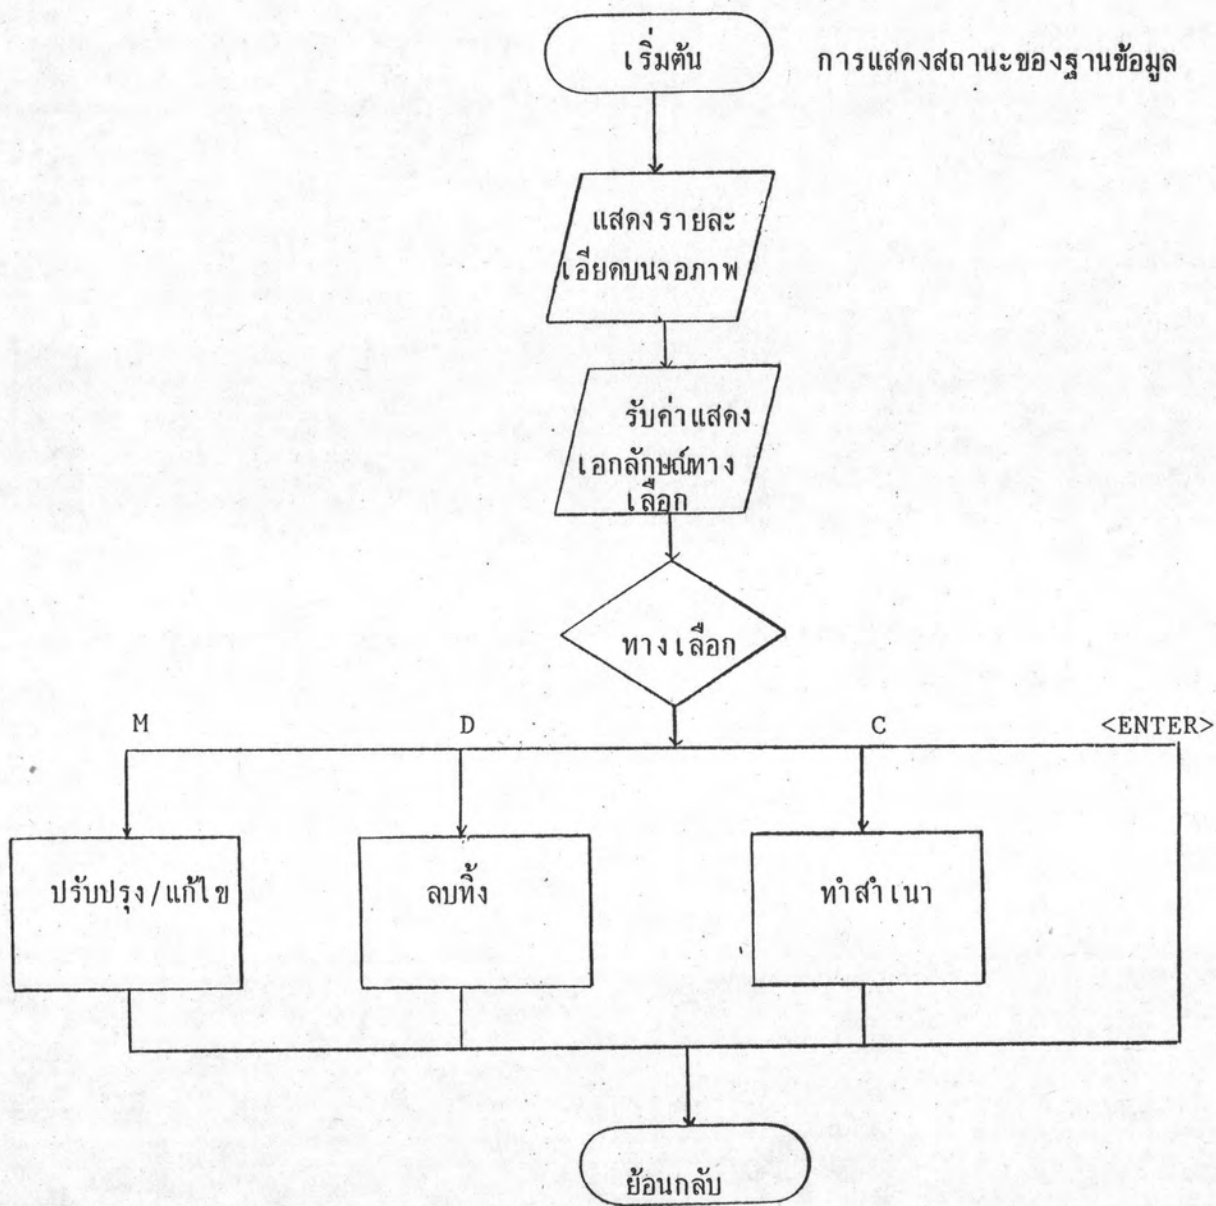 เริ่มต้น
การแสดงสถานะของฐานข้อมูล
แสดงรายละ
เอียดบนจอภาพ
รับค่าแสดง
เอกลักษณ์ทาง
เลือก
ทางเลือก
M D C <ENTER>
ปรับปรุง/แก้ไข ลบทิ้ง ทำสำเนา
ย้อนกลับ